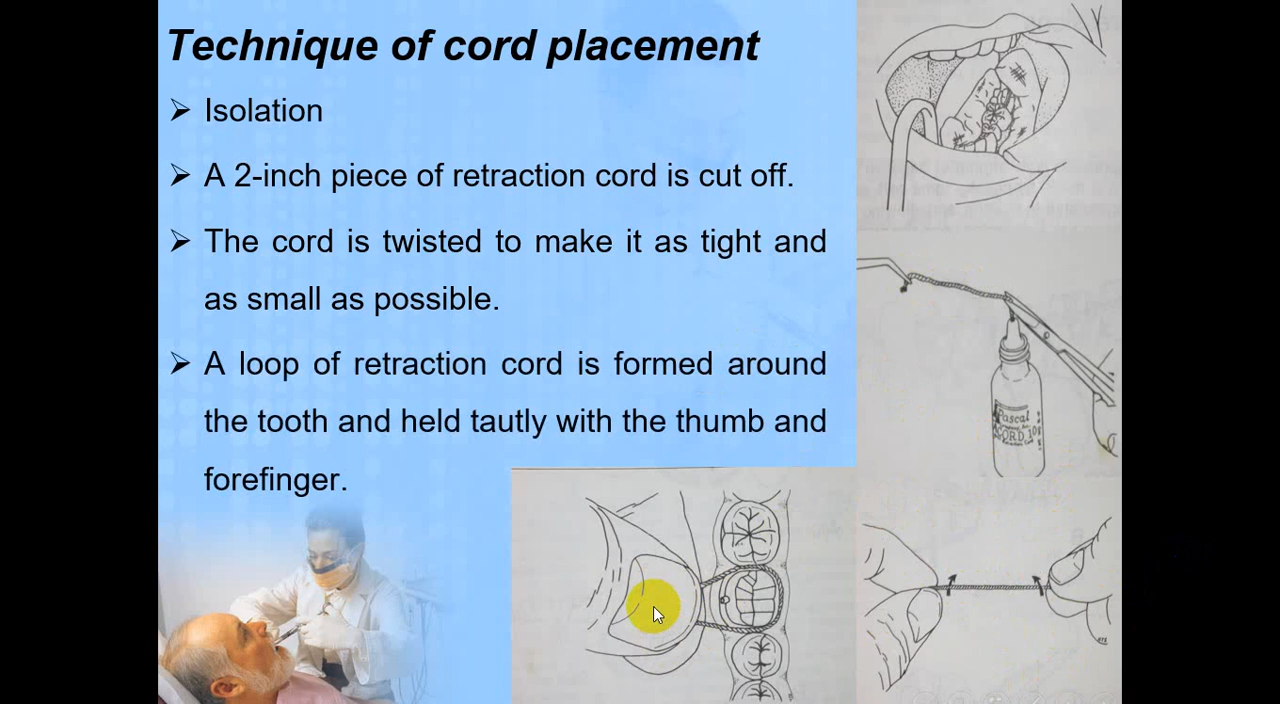 Technique of cord placement
➢ Isolation
➢ A 2-inch piece of retraction cord is cut off.
➢ The cord is twisted to make it as tight and
as small as possible.
➢ A loop of retraction cord is formed around
the tooth and held tautly with the thumb and
forefinger.
Pascal